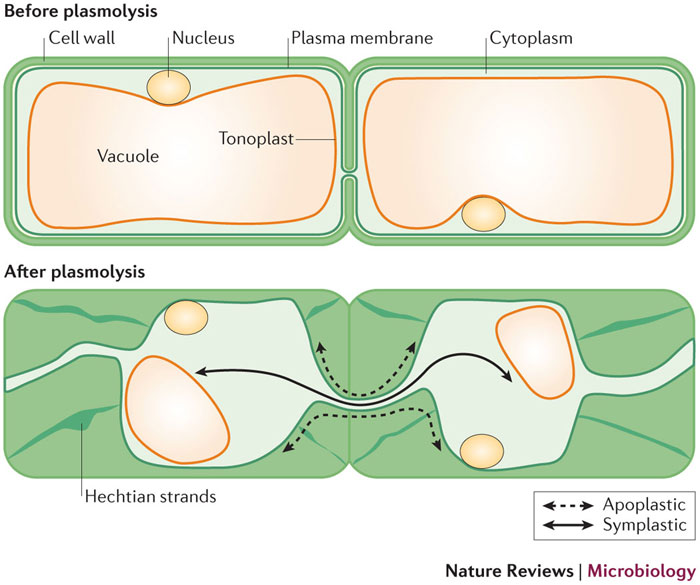 Before plasmolysis
Cell wall
Nucleus
Plasma membrane
Cytoplasm
Vacuole
Tonoplast
After plasmolysis
Hechtian strands
Apoplastic
Symplastic
Nature Reviews | Microbiology